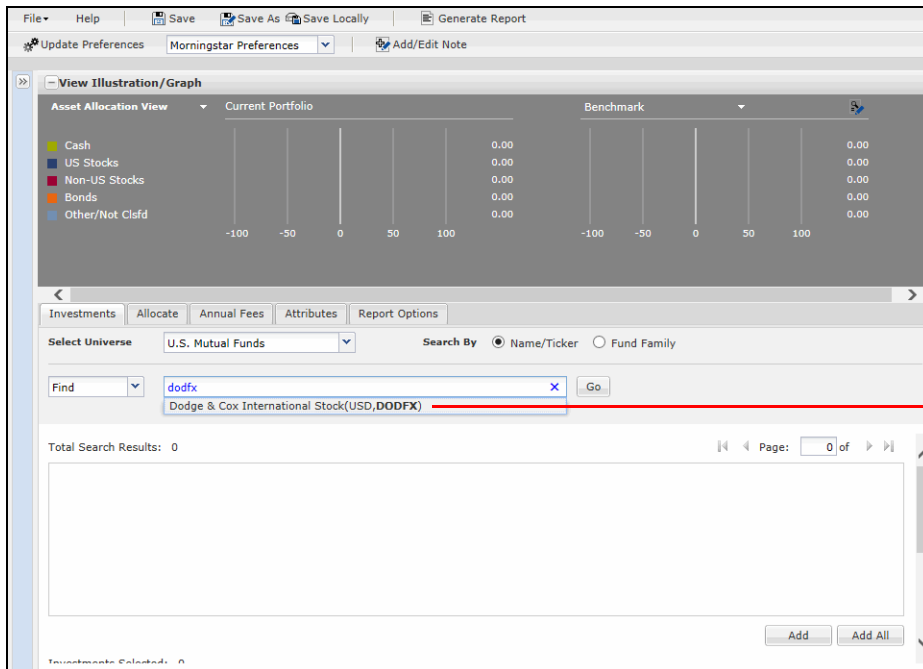 File Help Save Save As Save Locally Generate Report
Update Preferences Morningstar Preferences Add/Edit Note
View Illustration/Graph
Asset Allocation View Current Portfolio Benchmark
Cash 0.00 0.00
US Stocks 0.00 0.00
Non-US Stocks 0.00 0.00
Bonds 0.00 0.00
Other/Not Clsfd 0.00 0.00
-100 -50 0 50 100 -100 -50 0 50 100
Investments Allocate Annual Fees Attributes Report Options
Select Universe U.S. Mutual Funds Search By Name/Ticker Fund Family
Find dodfx Go
Dodge & Cox International Stock(USD,DODFX)
Total Search Results: 0 Page: 0 of
Add Add All
Investments Selected: 0